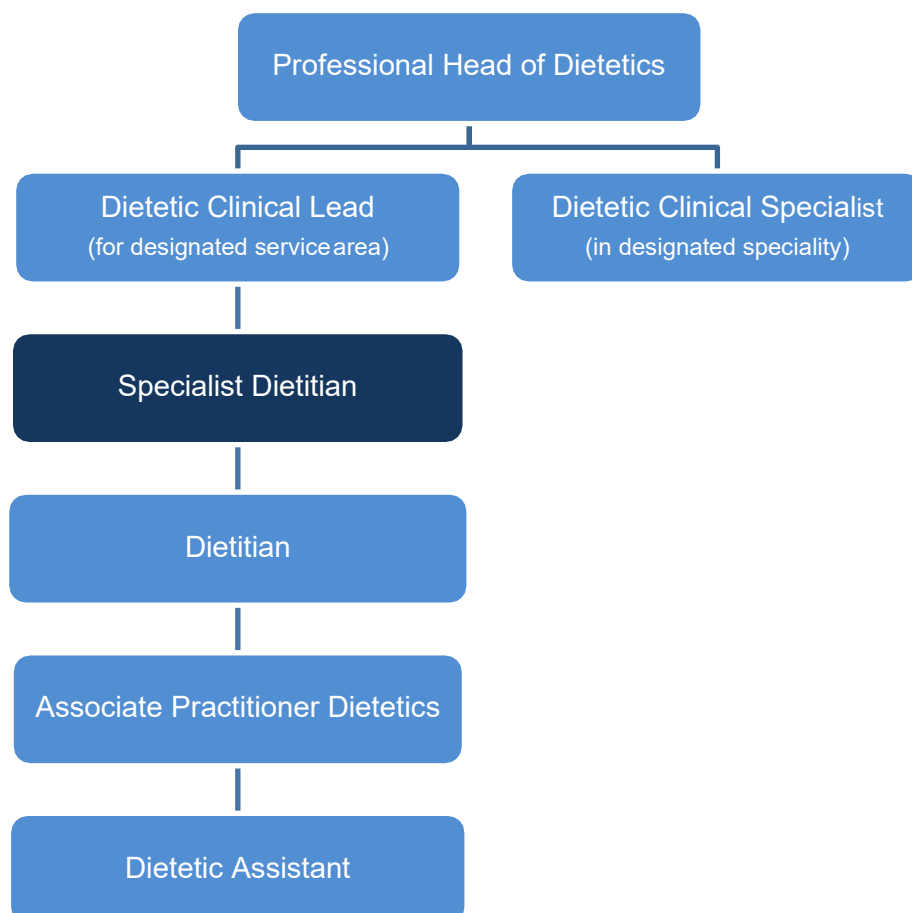 Professional Head of Dietetics
Dietetic Clinical Lead
(for designated service area)
Dietetic Clinical Specialist
(in designated speciality)
Specialist Dietitian
Dietitian
Associate Practitioner Dietetics
Dietetic Assistant